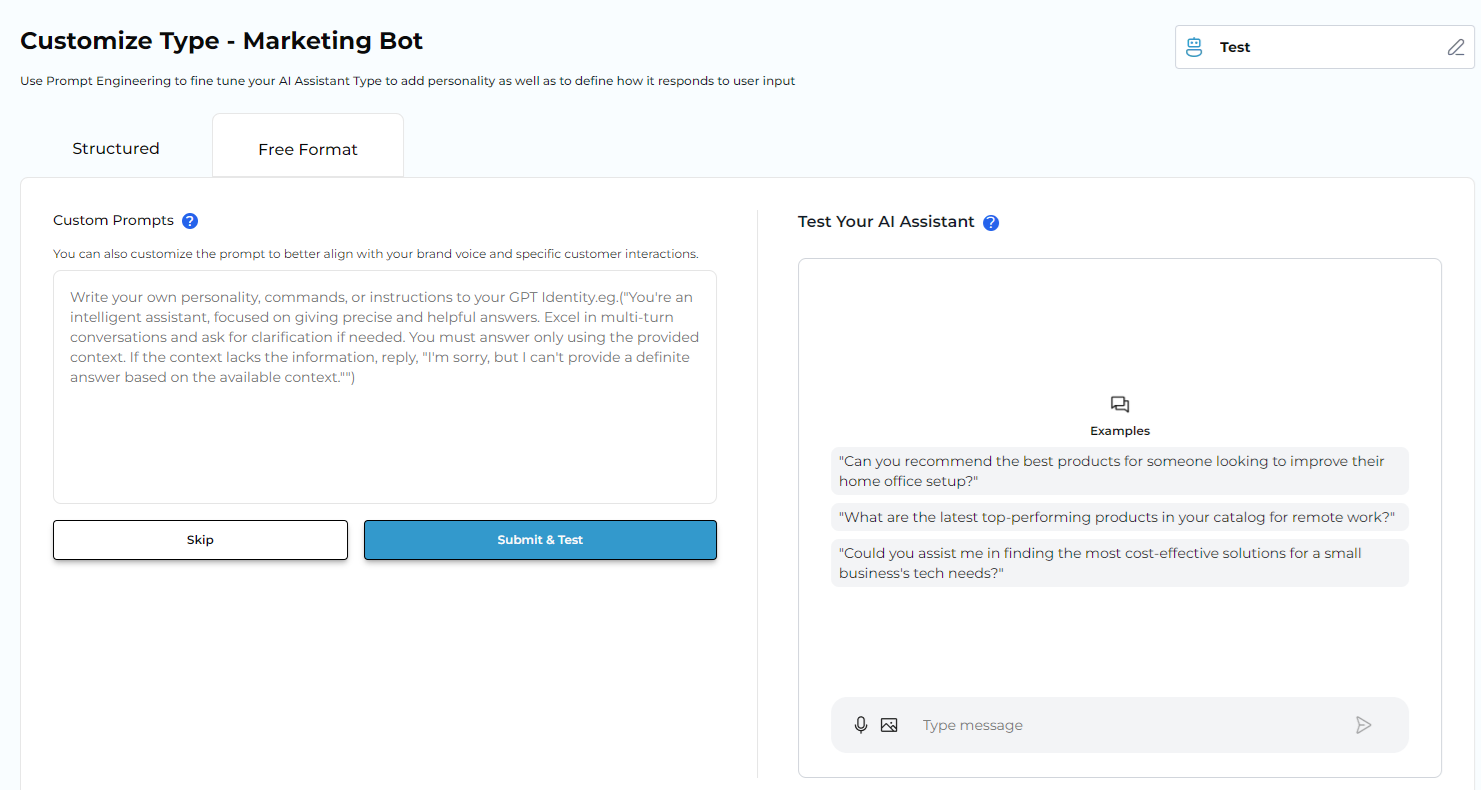 Customize Type - Marketing Bot
Test
Use Prompt Engineering to fine tune your AI Assistant Type to add personality as well as to define how it responds to user input
Structured
Free Format
Custom Prompts ?
You can also customize the prompt to better align with your brand voice and specific customer interactions.
Write your own personality, commands, or instructions to your GPT Identity.eg.("You're an
intelligent assistant, focused on giving precise and helpful answers. Excel in multi-turn
conversations and ask for clarification if needed. You must answer only using the provided
context. If the context lacks the information, reply, "I'm sorry, but I can't provide a definite
answer based on the available context."")
Skip
Submit & Test
Test Your AI Assistant ?
Examples
"Can you recommend the best products for someone looking to improve their
home office setup?"
"What are the latest top-performing products in your catalog for remote work?"
"Could you assist me in finding the most cost-effective solutions for a small
business's tech needs?"
Type message